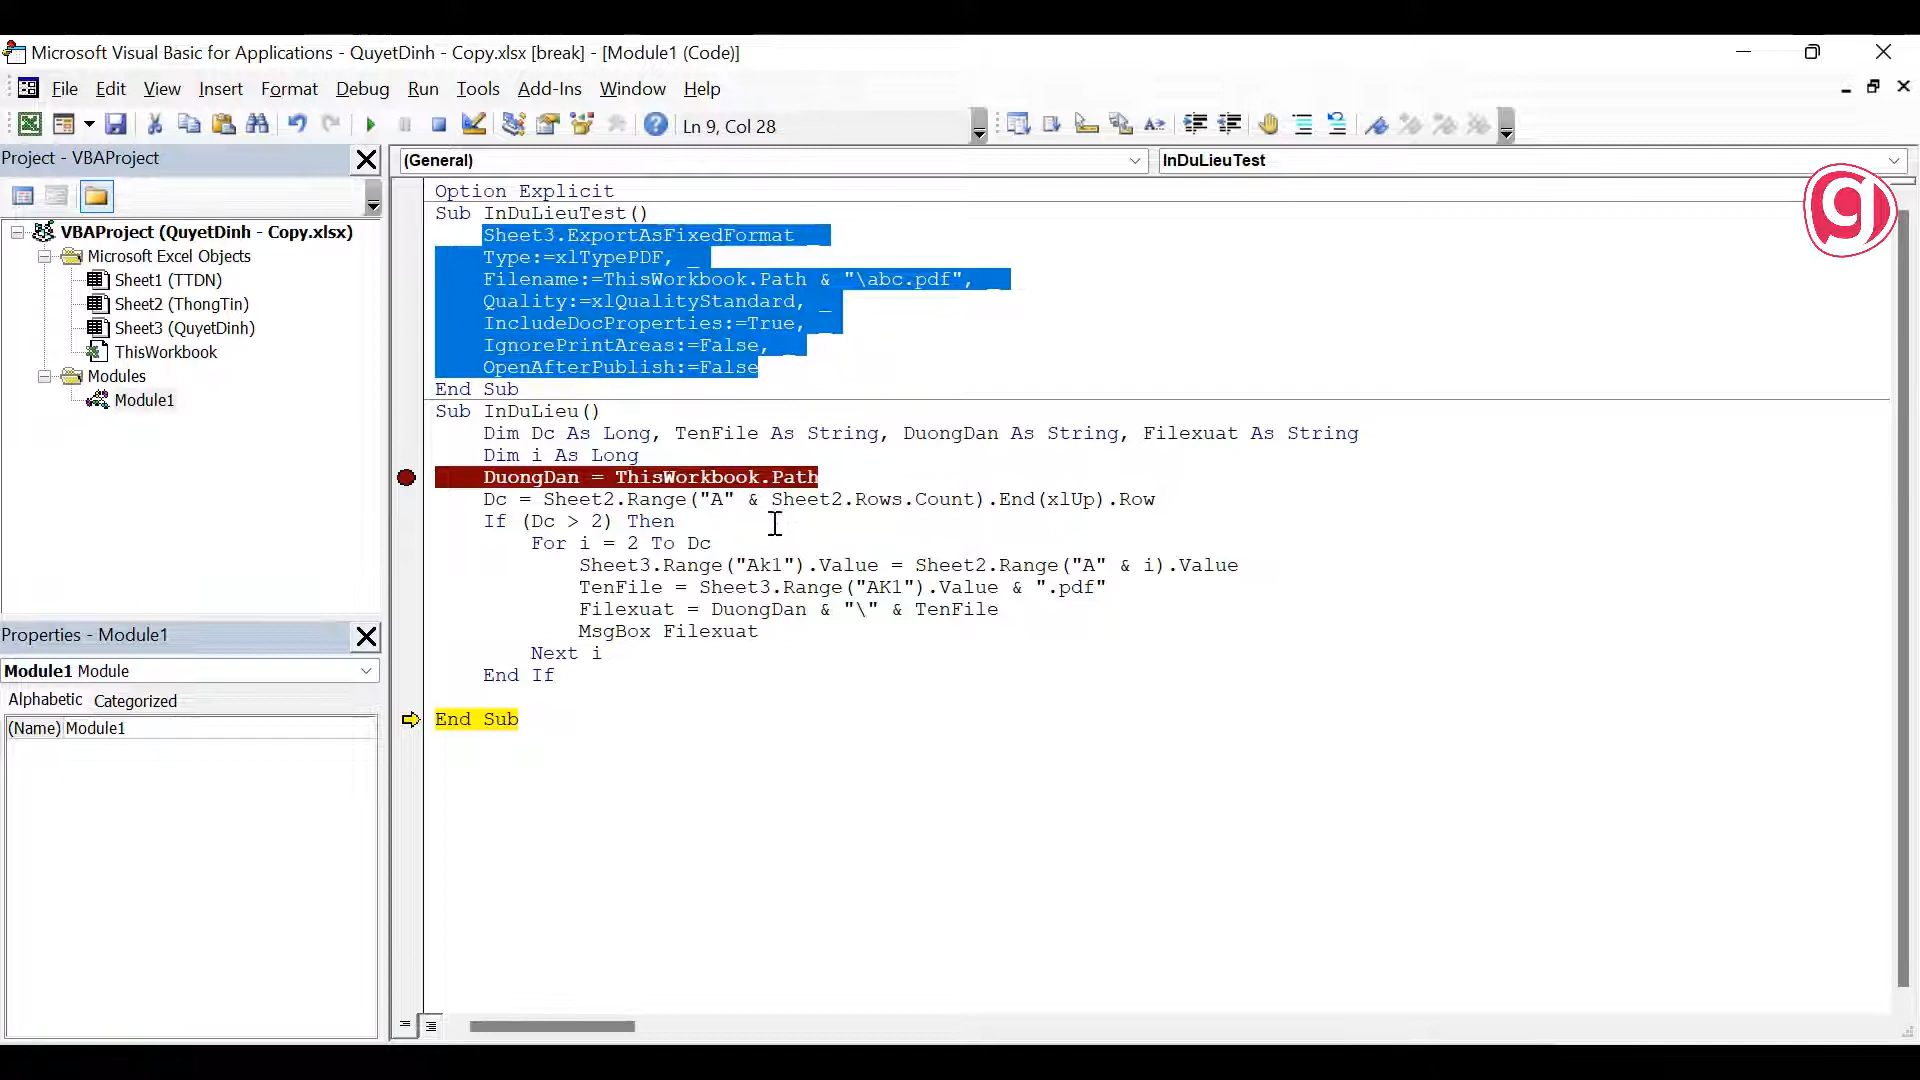 Microsoft Visual Basic for Applications - QuyetDinh - Copy.xlsx [break] - [Module1 (Code)]
File Edit View Insert Format Debug Run Tools Add-Ins Window Help
Ln 9, Col 28
Project - VBAProject
VBAProject (QuyetDinh - Copy.xlsx)
Microsoft Excel Objects
Sheet1 (TTDN)
Sheet2 (ThongTin)
Sheet3 (QuyetDinh)
ThisWorkbook
Modules
Module1
Properties - Module1
Module1 Module
Alphabetic Categorized
(Name) Module1
(General) InDuLieuTest
Option Explicit
Sub InDuLieuTest()
Sheet3.ExportAsFixedFormat _
Type:=xlTypePDF, _
Filename:=ThisWorkbook.Path & "\abc.pdf", _
Quality:=xlQualityStandard, _
IncludeDocProperties:=True, _
IgnorePrintAreas:=False, _
OpenAfterPublish:=False
End Sub
Sub InDuLieu()
Dim Dc As Long, TenFile As String, DuongDan As String, Filexuat As String
Dim i As Long
DuongDan = ThisWorkbook.Path
Dc = Sheet2.Range("A" & Sheet2.Rows.Count).End(xlUp).Row
If (Dc > 2) Then
For i = 2 To Dc
Sheet3.Range("Ak1").Value = Sheet2.Range("A" & i).Value
TenFile = Sheet3.Range("AK1").Value & ".pdf"
Filexuat = DuongDan & "\" & TenFile
MsgBox Filexuat
Next i
End If
End Sub
g